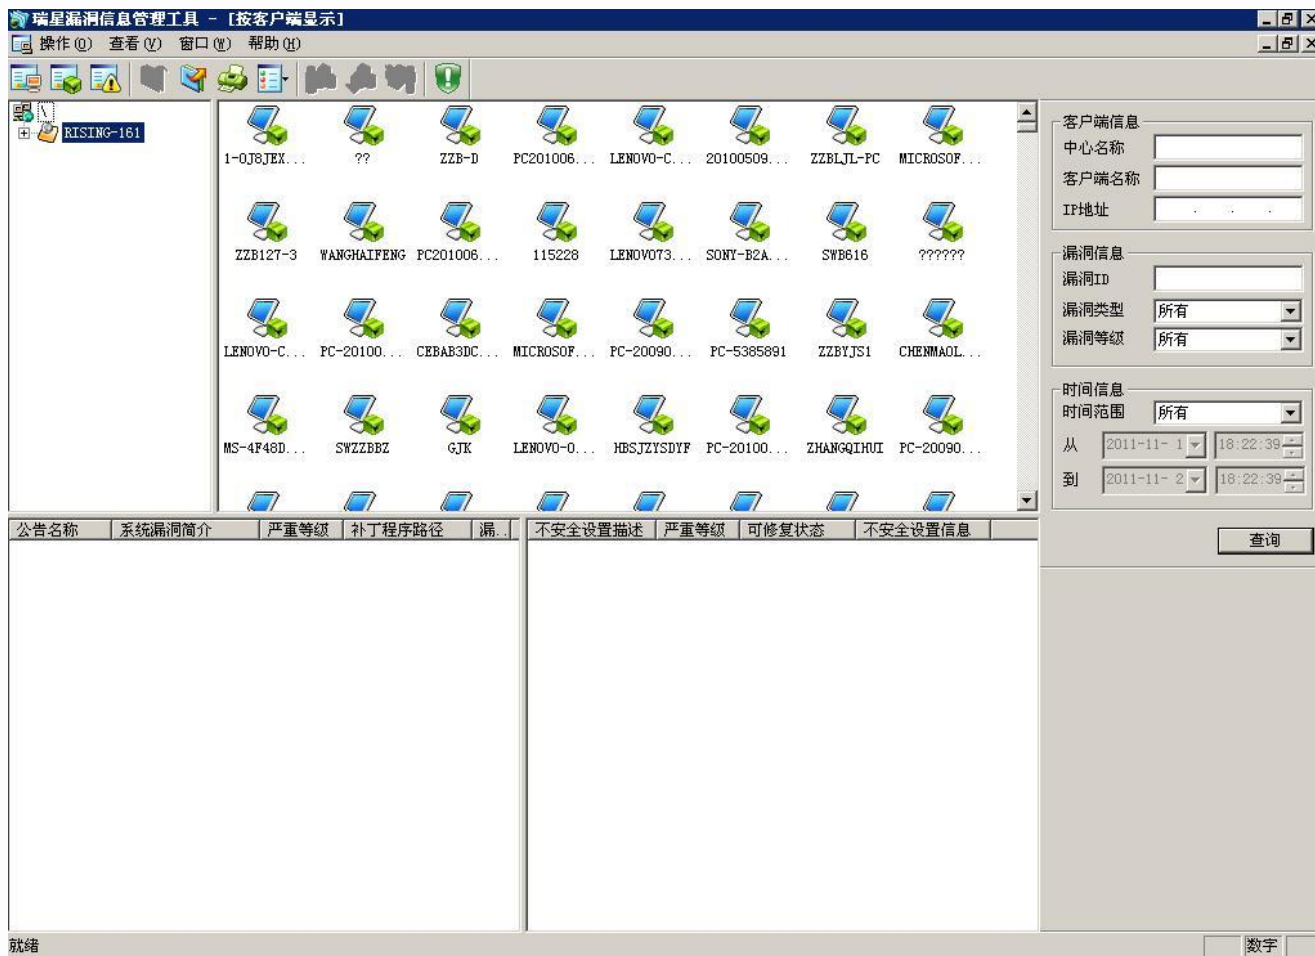 瑞星漏洞信息管理工具 - [按客户端显示]
操作(O) 查看(V) 窗口(W) 帮助(H)
\
RISING-161
1-0J8JEX... ?? ZZB-D PC201006... LENOVO-C... 20100509... ZZBLJL-PC MICROSOF...
ZZB127-3 WANGHAIFENG PC201006... 115228 LENOVO73... SONY-B2A... SWB616 ??????
LENOVO-C... PC-20100... CEBAB3DC... MICROSOF... PC-20090... PC-5385891 ZZBYJS1 CHENMAOL...
MS-4F48D... SWZZBBZ GJK LENOVO-0... HBSJZYSDYF PC-20100... ZHANGQIHUI PC-20090...
客户端信息
中心名称
客户端名称
IP地址 . . .
漏洞信息
漏洞ID
漏洞类型 所有
漏洞等级 所有
时间信息
时间范围 所有
从 2011-11- 1 18:22:39
到 2011-11- 2 18:22:39
查询
公告名称 系统漏洞简介 严重等级 补丁程序路径 漏...
不安全设置描述 严重等级 可修复状态 不安全设置信息
就绪 数字